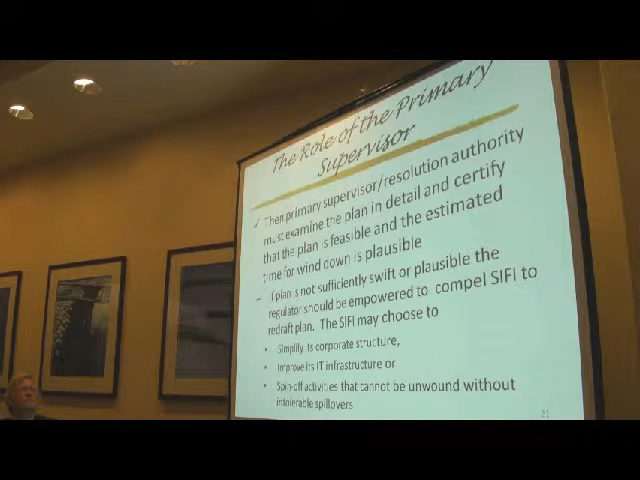 The Role of the Primary
Supervisor
✓ Then primary supervisor/resolution authority
must examine the plan in detail and certify
that the plan is feasible and the estimated
time for wind down is plausible
– If plan is not sufficiently swift or plausible the
regulator should be empowered to compel SIFI to
redraft plan. The SIFI may choose to
• Simplify its corporate structure,
• Improve its IT infrastructure or
• Spin-off activities that cannot be unwound without
intolerable spillovers
21